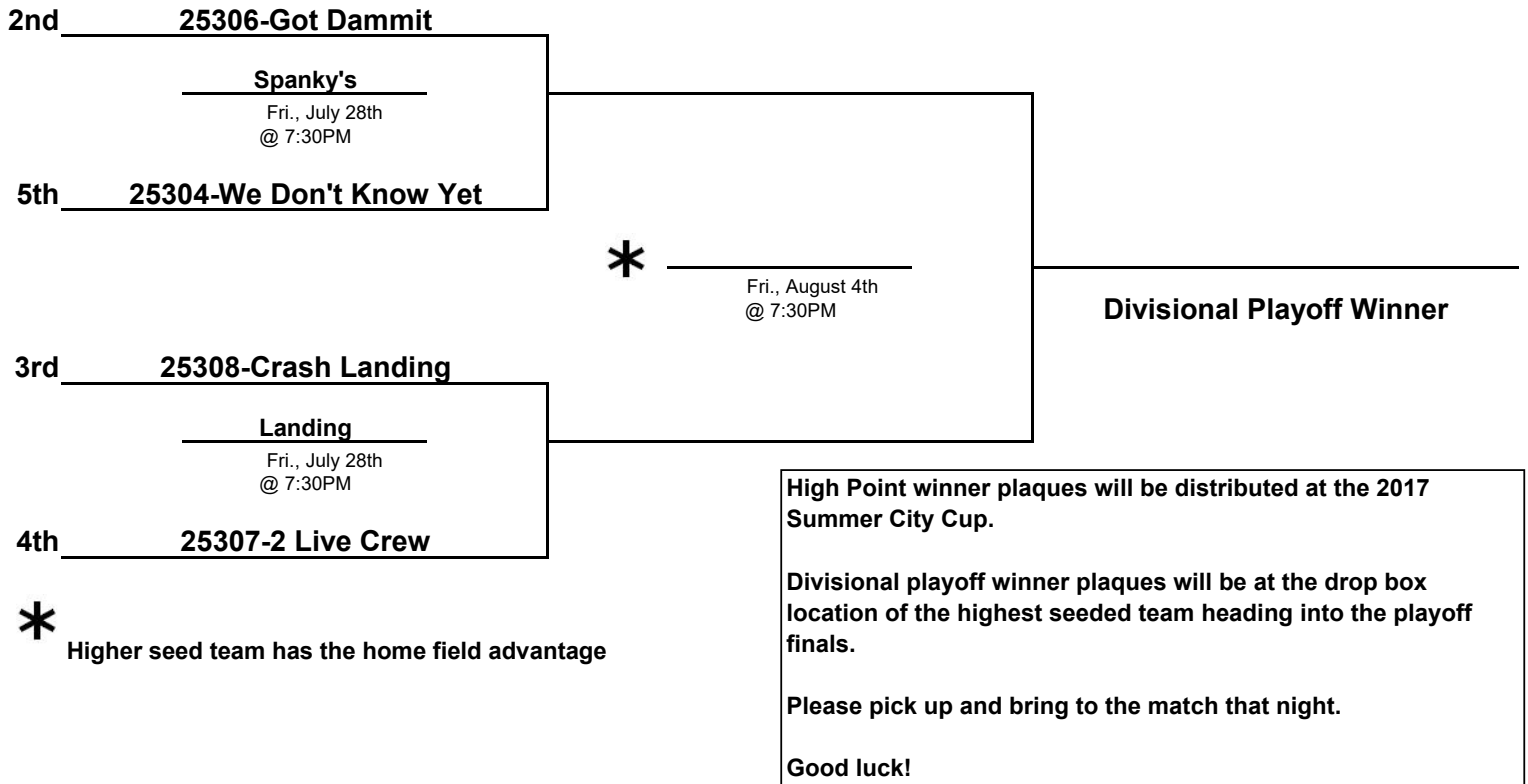 2nd 25306-Got Dammit
Spanky's
Fri., July 28th
@ 7:30PM
5th 25304-We Don't Know Yet
*
Fri., August 4th
@ 7:30PM
Divisional Playoff Winner
3rd 25308-Crash Landing
Landing
Fri., July 28th
@ 7:30PM
4th 25307-2 Live Crew
* Higher seed team has the home field advantage
High Point winner plaques will be distributed at the 2017
Summer City Cup.
Divisional playoff winner plaques will be at the drop box
location of the highest seeded team heading into the playoff
finals.
Please pick up and bring to the match that night.
Good luck!